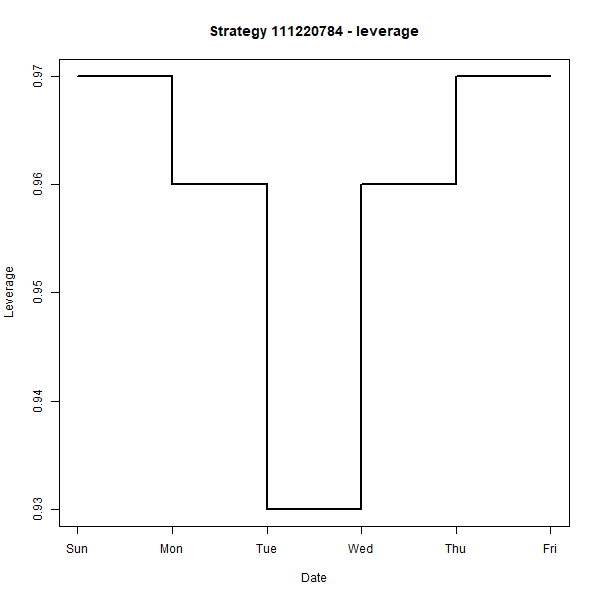 Strategy 111220784 - leverage
Leverage
0.97
0.96
0.95
0.94
0.93
Sun Mon Tue Wed Thu Fri
Date